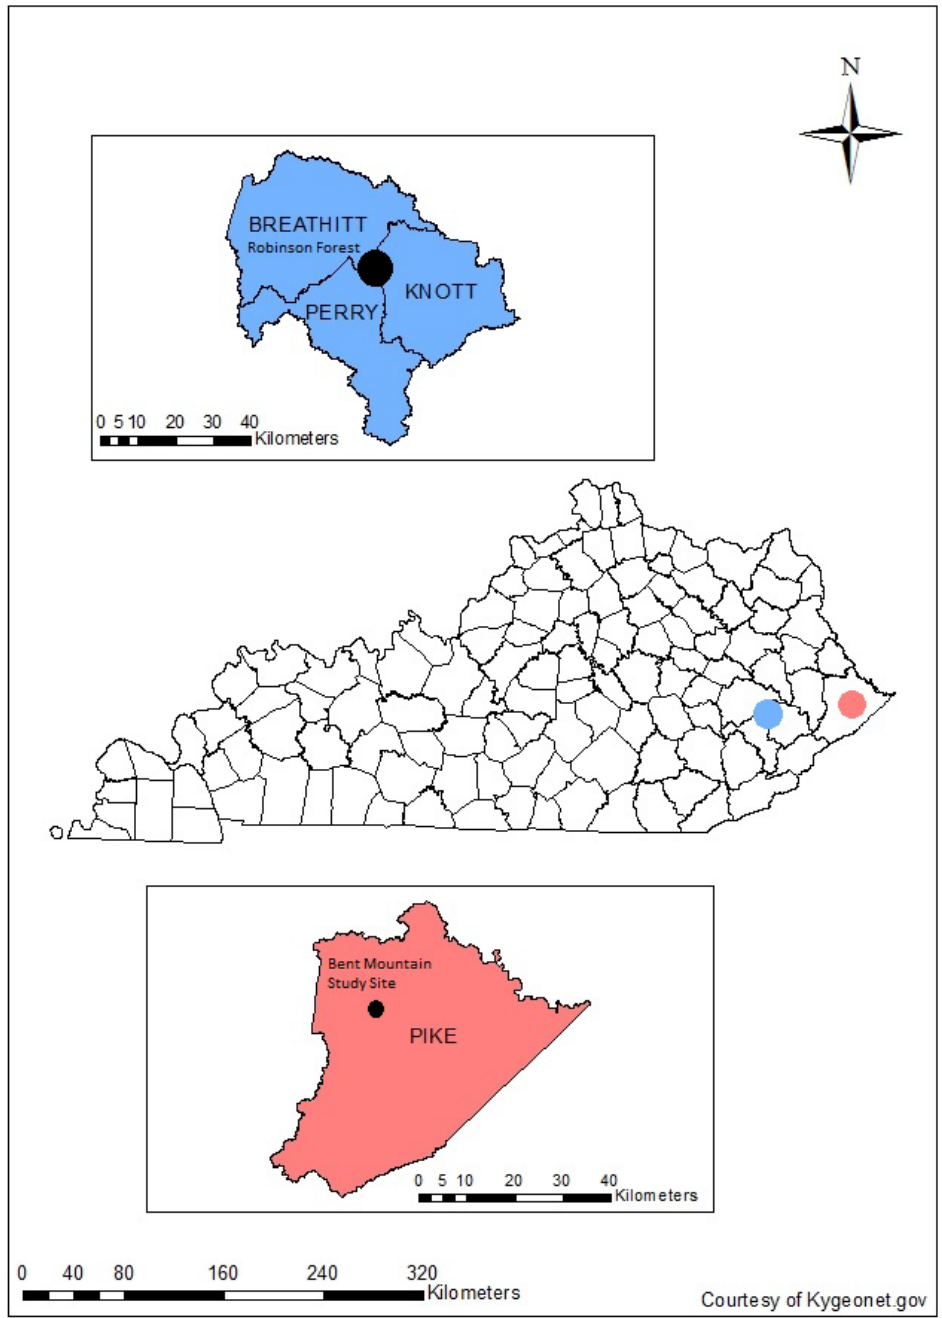 N
BREATHITT
Robinson Forest
KNOTT
PERRY
0 5 10 20 30 40
Kilometers
Bent Mountain
Study Site
PIKE
0 5 10 20 30 40
Kilometers
0 40 80 160 240 320
Kilometers
Courtesy of Kygeonet.gov